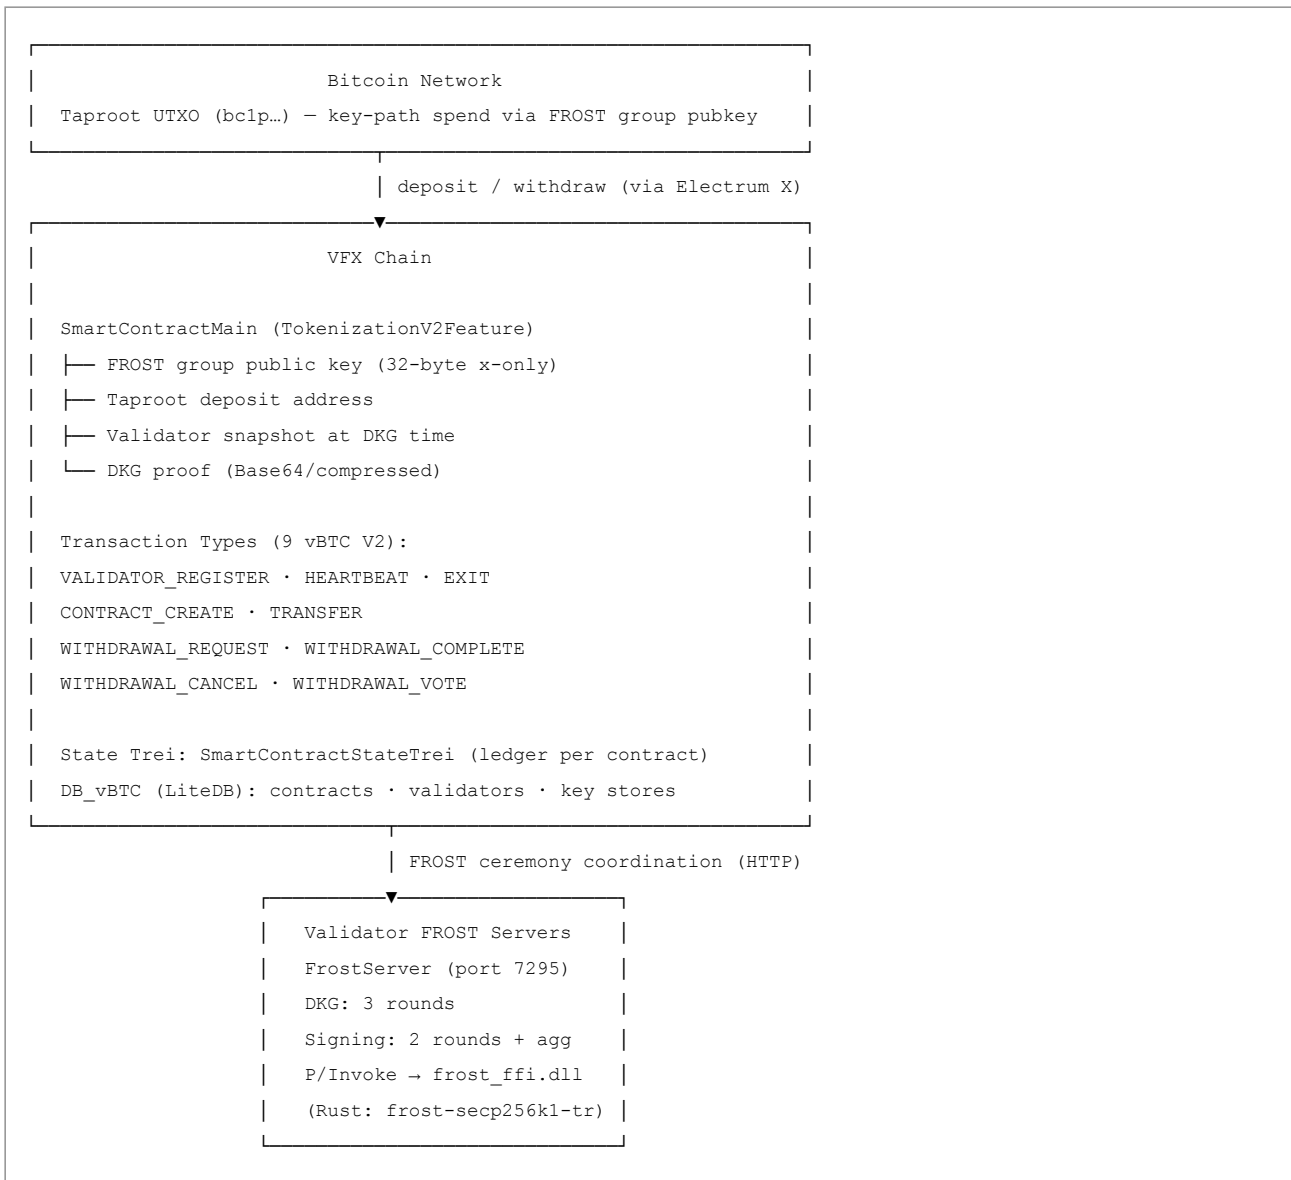 Bitcoin Network
Taproot UTXO (bc1p…) — key-path spend via FROST group pubkey
deposit / withdraw (via Electrum X)
VFX Chain
SmartContractMain (TokenizationV2Feature)
├── FROST group public key (32-byte x-only)
├── Taproot deposit address
├── Validator snapshot at DKG time
└── DKG proof (Base64/compressed)
Transaction Types (9 vBTC V2):
VALIDATOR_REGISTER · HEARTBEAT · EXIT
CONTRACT_CREATE · TRANSFER
WITHDRAWAL_REQUEST · WITHDRAWAL_COMPLETE
WITHDRAWAL_CANCEL · WITHDRAWAL_VOTE
State Trei: SmartContractStateTrei (ledger per contract)
DB_vBTC (LiteDB): contracts · validators · key stores
FROST ceremony coordination (HTTP)
Validator FROST Servers
FrostServer (port 7295)
DKG: 3 rounds
Signing: 2 rounds + agg
P/Invoke → frost_ffi.dll
(Rust: frost-secp256k1-tr)